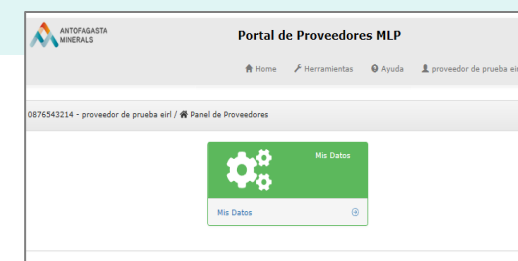 ANTOFAGASTA
MINERALS
Portal de Proveedores MLP
Home Herramientas Ayuda proveedor de prueba eir
0876543214 - proveedor de prueba eirl / Panel de Proveedores
Mis Datos
Mis Datos